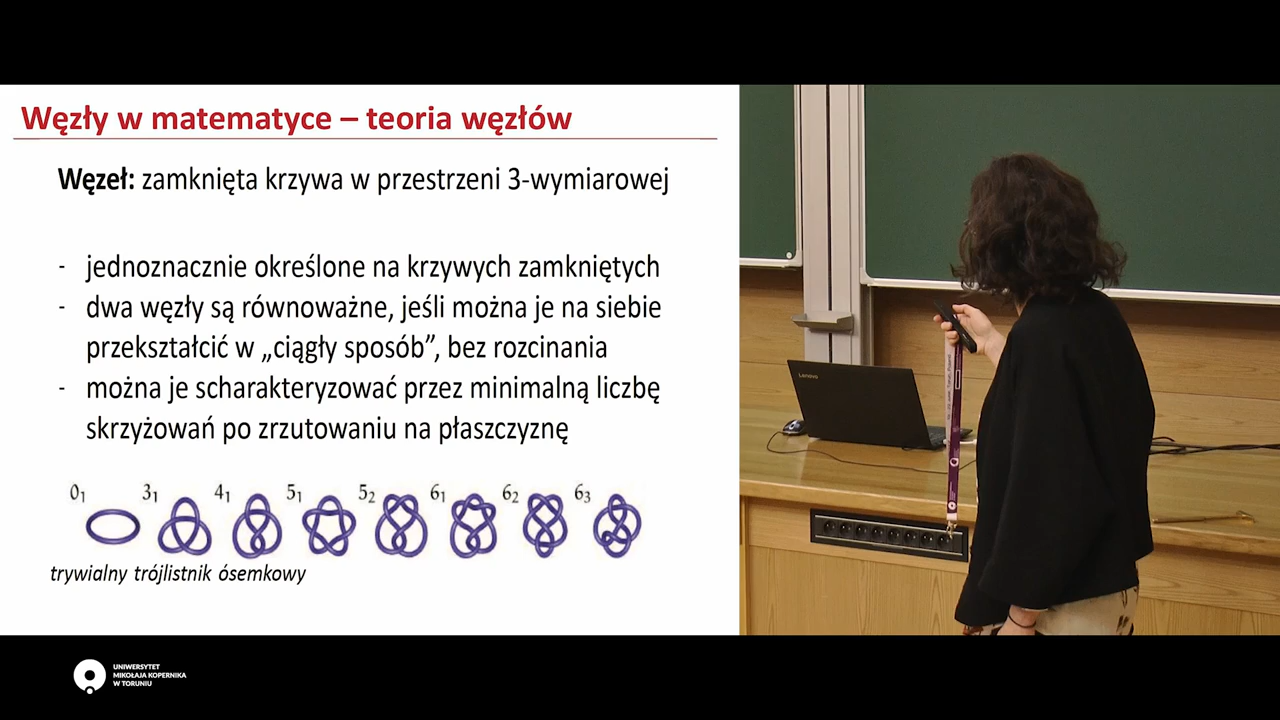 Węzły w matematyce – teoria węzłów
Węzeł: zamknięta krzywa w przestrzeni 3-wymiarowej
- jednoznacznie określone na krzywych zamkniętych
- dwa węzły są równoważne, jeśli można je na siebie
przekształcić w „ciągły sposób”, bez rozcinania
- można je scharakteryzować przez minimalną liczbę
skrzyżowań po zrzutowaniu na płaszczyznę
0₁ 3₁ 4₁ 5₁ 5₂ 6₁ 6₂ 6₃
trywialny trójlistnik ósemkowy
Lenovo
UNIWERSYTET
MIKOŁAJA KOPERNIKA
W TORUNIU